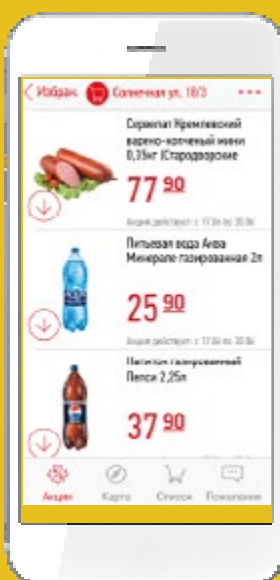 Избран. Солнечная ул, 18/3
Сервелат Кремлевский
варено-копченый мини
0,35кг (Стародворские
77 90
Акция действует: с 17.06 по 30.06
Питьевая вода Аква
Минерале газированная 2л
25 90
Акция действует: с 17.06 по 30.06
Напиток газированный
Пепси 2,25л
37 90
Акции Карта Список Пожелания